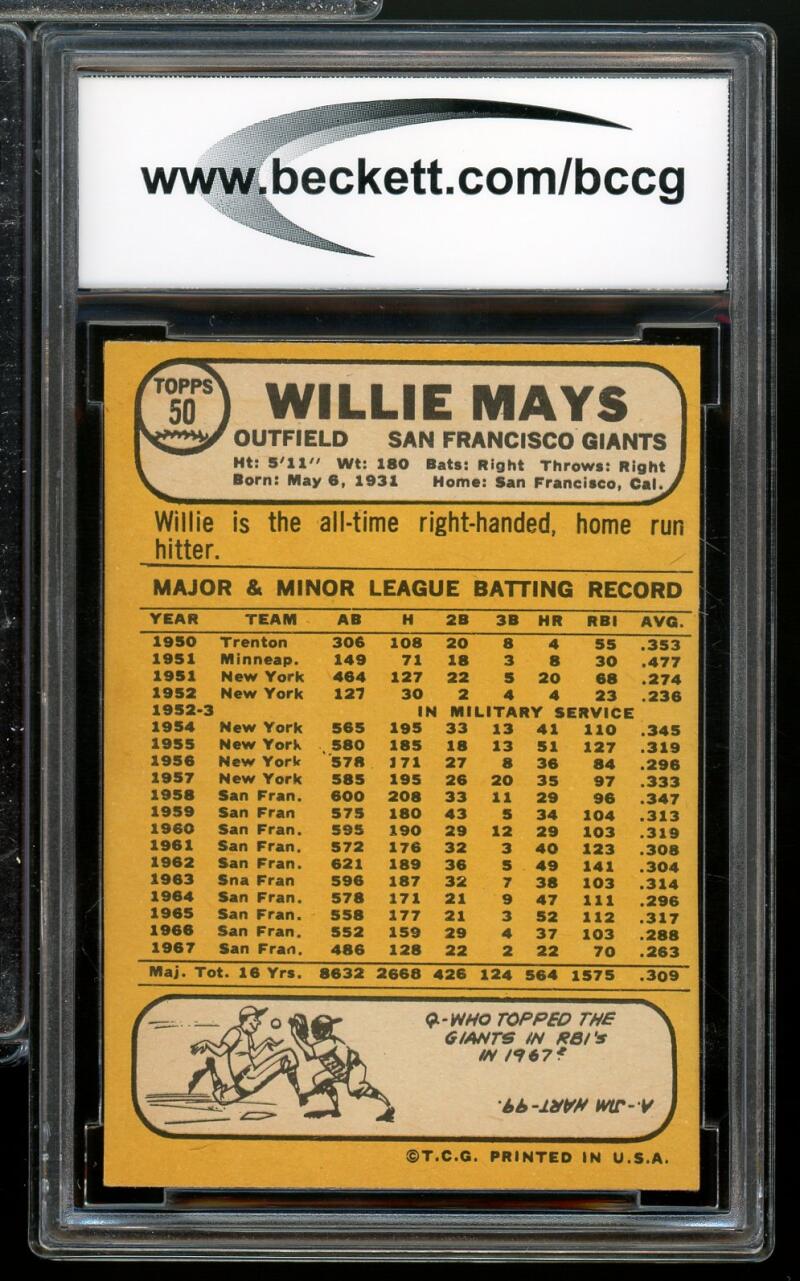 www.beckett.com/bccg
TOPPS
50
WILLIE MAYS
OUTFIELD SAN FRANCISCO GIANTS
Ht: 5'11" Wt: 180 Bats: Right Throws: Right
Born: May 6, 1931 Home: San Francisco, Cal.
Willie is the all-time right-handed, home run
hitter.
MAJOR & MINOR LEAGUE BATTING RECORD
YEAR TEAM AB H 2B 3B HR RBI AVG.
1950 Trenton 306 108 20 8 4 55 .353
1951 Minneap. 149 71 18 3 8 30 .477
1951 New York 464 127 22 5 20 68 .274
1952 New York 127 30 2 4 4 23 .236
1952-3 IN MILITARY SERVICE
1954 New York 565 195 33 13 41 110 .345
1955 New York 580 185 18 13 51 127 .319
1956 New York 578 171 27 8 36 84 .296
1957 New York 585 195 26 20 35 97 .333
1958 San Fran. 600 208 33 11 29 96 .347
1959 San Fran 575 180 43 5 34 104 .313
1960 San Fran. 595 190 29 12 29 103 .319
1961 San Fran. 572 176 32 3 40 123 .308
1962 San Fran. 621 189 36 5 49 141 .304
1963 Sna Fran 596 187 32 7 38 103 .314
1964 San Fran. 578 171 21 9 47 111 .296
1965 San Fran. 558 177 21 3 52 112 .317
1966 San Fran. 552 159 29 4 37 103 .288
1967 San Fran. 486 128 22 2 22 70 .263
Maj. Tot. 16 Yrs. 8632 2668 426 124 564 1575 .309
Q-WHO TOPPED THE
GIANTS IN RBI's
IN 1967?
A.-JIM HART-99.
©T.C.G. PRINTED IN U.S.A.